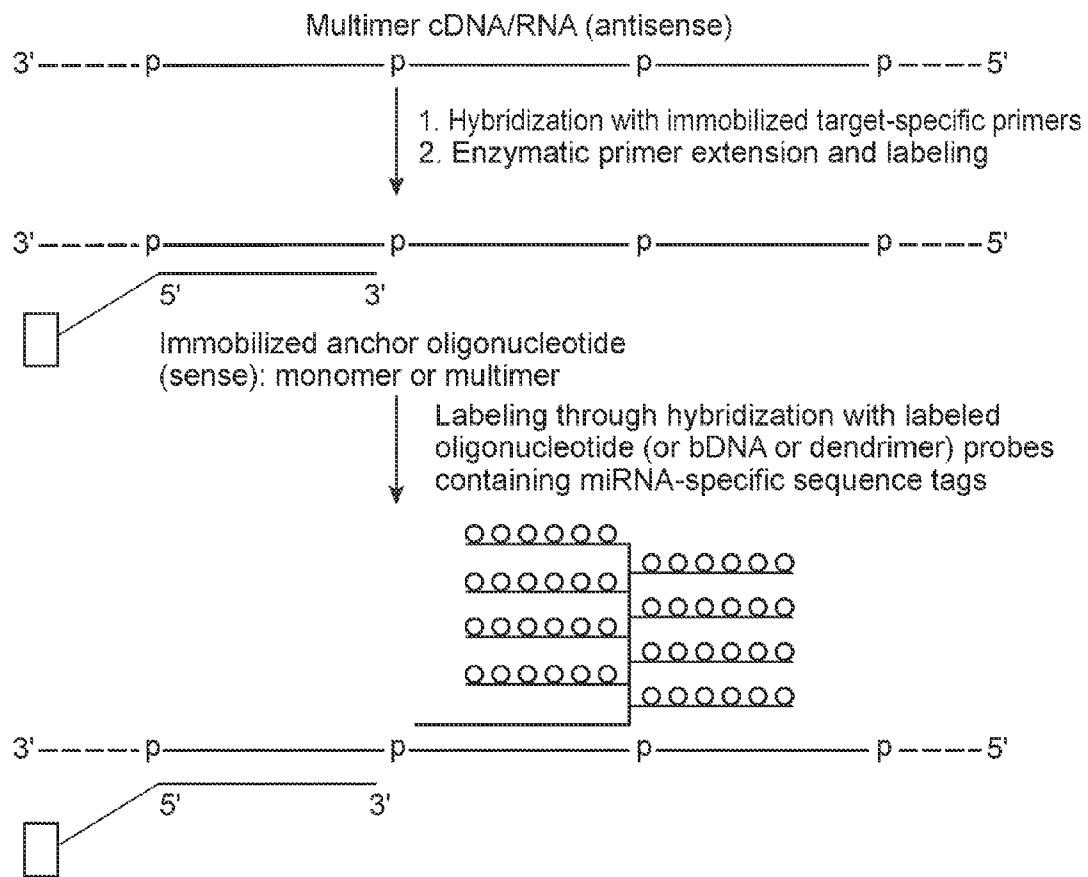 Multimer cDNA/RNA (antisense)
3' p p p p 5'
1. Hybridization with immobilized target-specific primers
2. Enzymatic primer extension and labeling
3' p p p p 5'
5' 3'
Immobilized anchor oligonucleotide
(sense): monomer or multimer
Labeling through hybridization with labeled
oligonucleotide (or bDNA or dendrimer) probes
containing miRNA-specific sequence tags
3' p p p p 5'
5' 3'